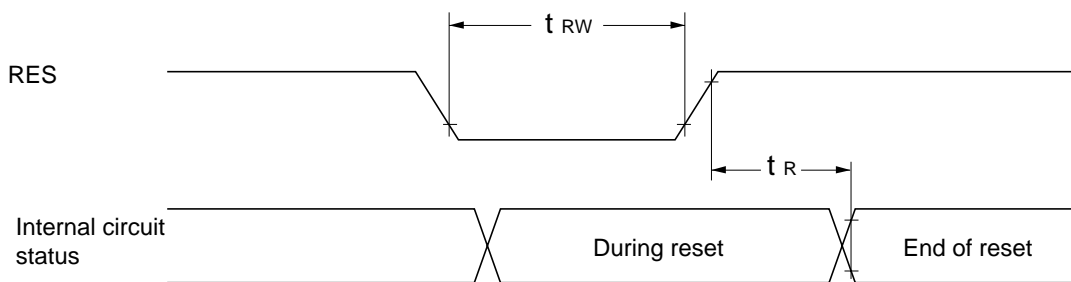 t RW
RES
t R
Internal circuit
status
During reset
End of reset